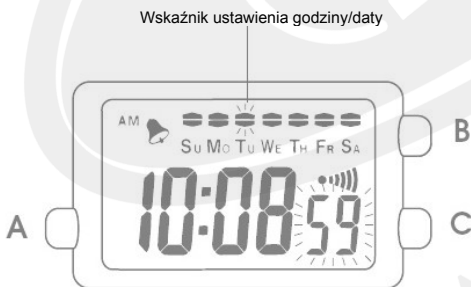 Wskaźnik ustawienia godziny/daty
AM
SU MO TU WE TH FR SA
B
10:08 59
A
C